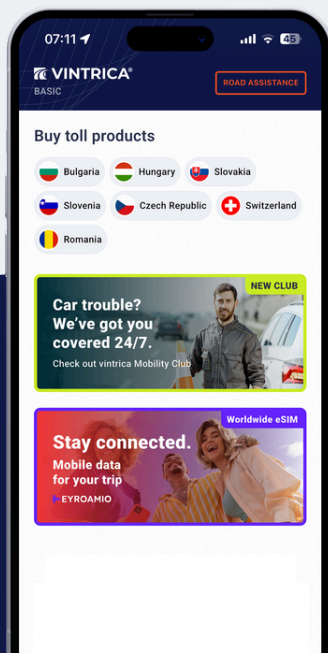 07:11
45
VINTRICA®
BASIC
ROAD ASSISTANCE
Buy toll products
Bulgaria
Hungary
Slovakia
Slovenia
Czech Republic
Switzerland
Romania
NEW CLUB
Car trouble?
We've got you
covered 24/7.
Check out vintrica Mobility Club
Worldwide eSIM
Stay connected.
Mobile data
for your trip
EYROAMIO